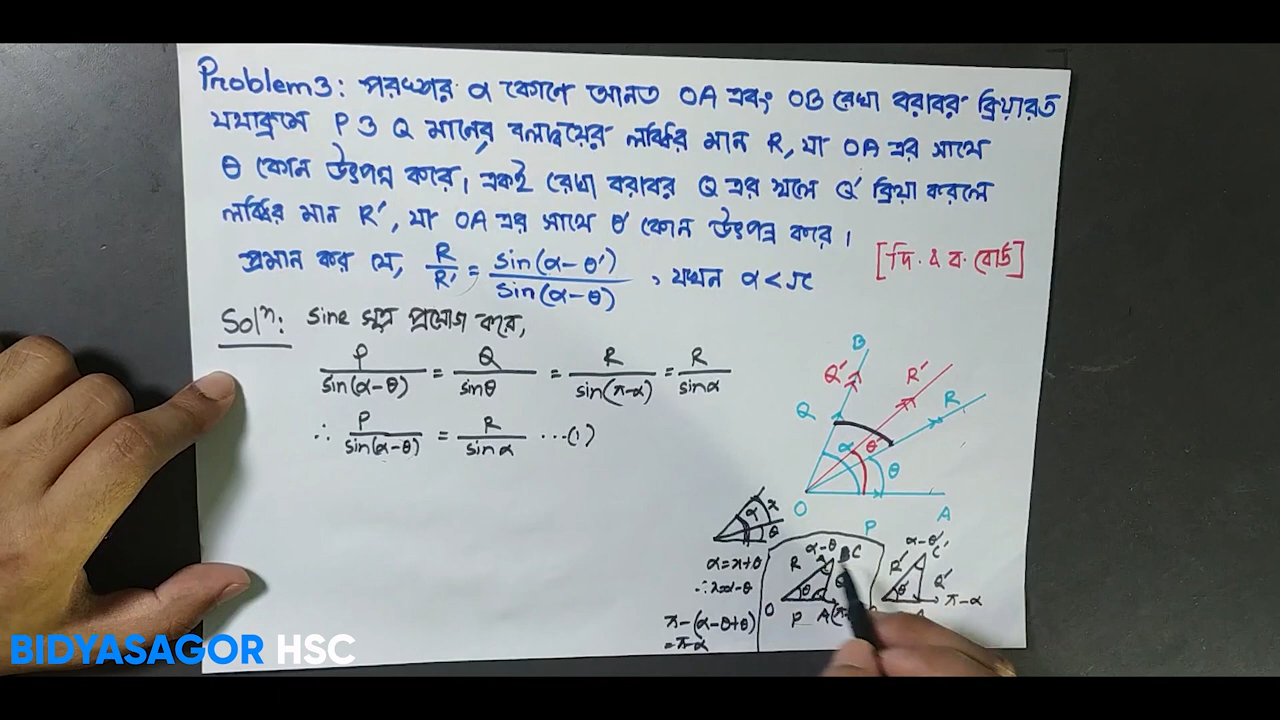 Problem 3: পরস্পর α কোণে আনত OA এবং OB রেখা বরাবর ক্রিয়ারত
যথাক্রমে P ও Q মানের বলদ্বয়ের লব্ধির মান R, যা OA এর সাথে
θ কোন উৎপন্ন করে। একই রেখা বরাবর Q এর স্থলে Q′ ক্রিয়া করলে
লব্ধির মান R′, যা OA এর সাথে θ′ কোন উৎপন্ন করে।
প্রমান কর যে, R/R′ = sin(α-θ′)/sin(α-θ) , যখন α < π
[দি. & ব. বোর্ড]
Solⁿ: sine সূত্র প্রয়োগ করে,
P/sin(α-θ) = Q/sinθ = R/sin(π-α) = R/sinα
∴ P/sin(α-θ) = R/sinα ...(1)
B
Q′ R′
Q R
α θ′ θ
O P A
α x
θ
α = x+θ
π-(α-θ+θ)
= π-α
α-θ C
R
θ
O P A
α-θ′ C′
R′ Q′
θ′ π-α
BIDYASAGOR HSC